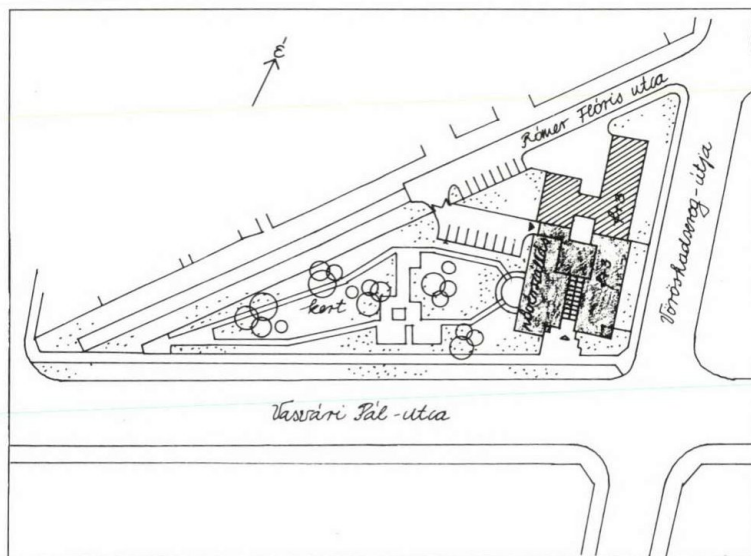 É
Rómer Flóris utca
Vöröshadsereg-útja
kert
Vasvári Pál-utca